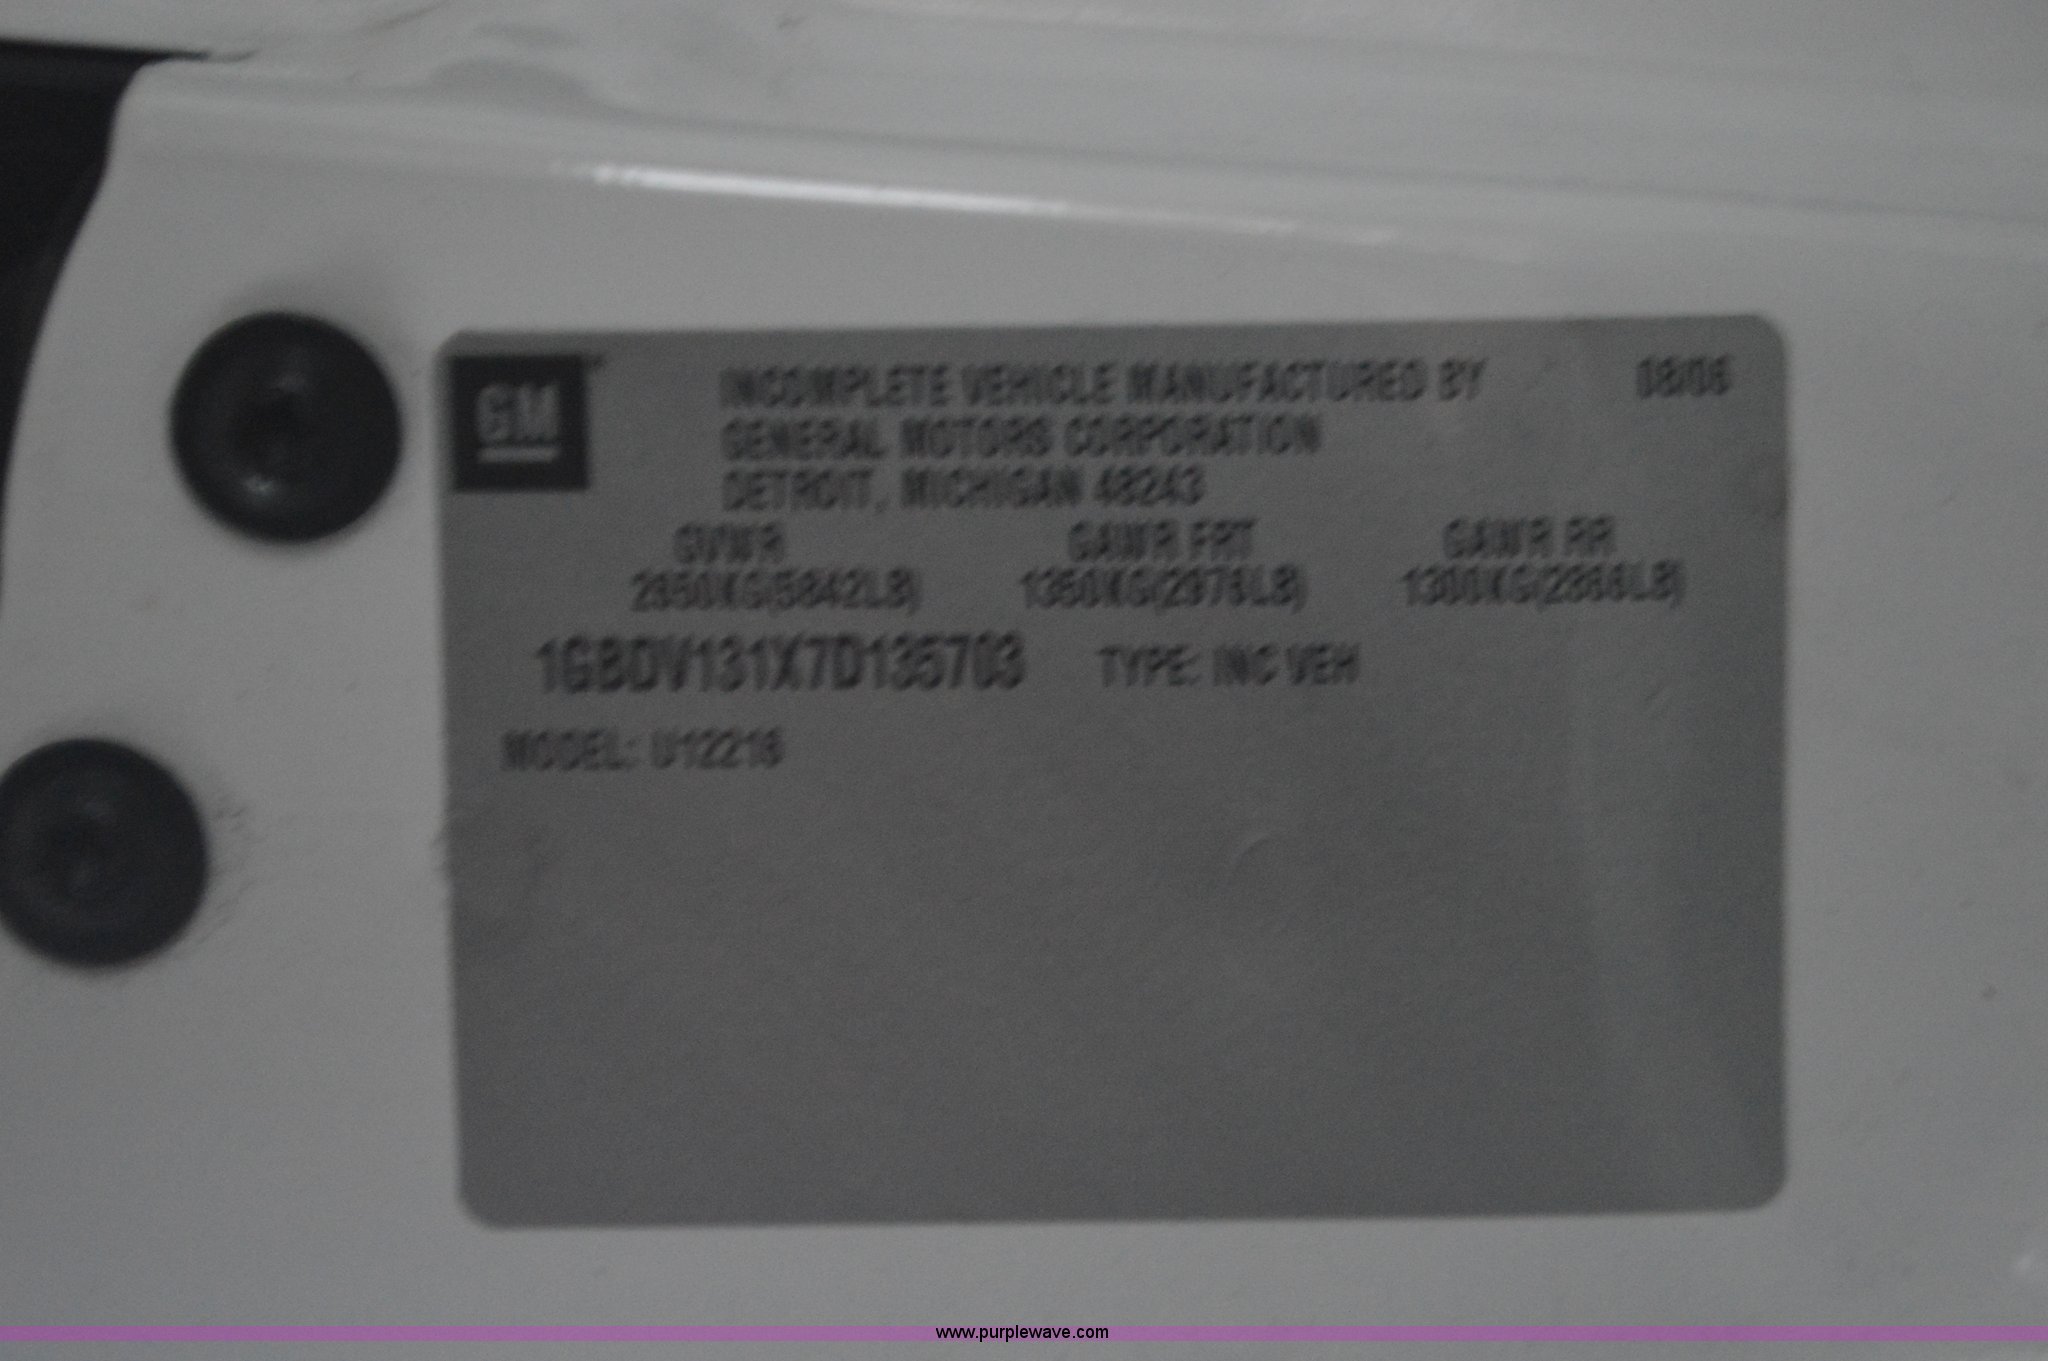 GM
INCOMPLETE VEHICLE MANUFACTURED BY 08/06
GENERAL MOTORS CORPORATION
DETROIT, MICHIGAN 48243
GVWR GAWR FRT GAWR RR
2650KG(5842LB) 1350KG(2976LB) 1300KG(2866LB)
1GBDV131X7D135703 TYPE: INC VEH
MODEL: U12216
www.purplewave.com